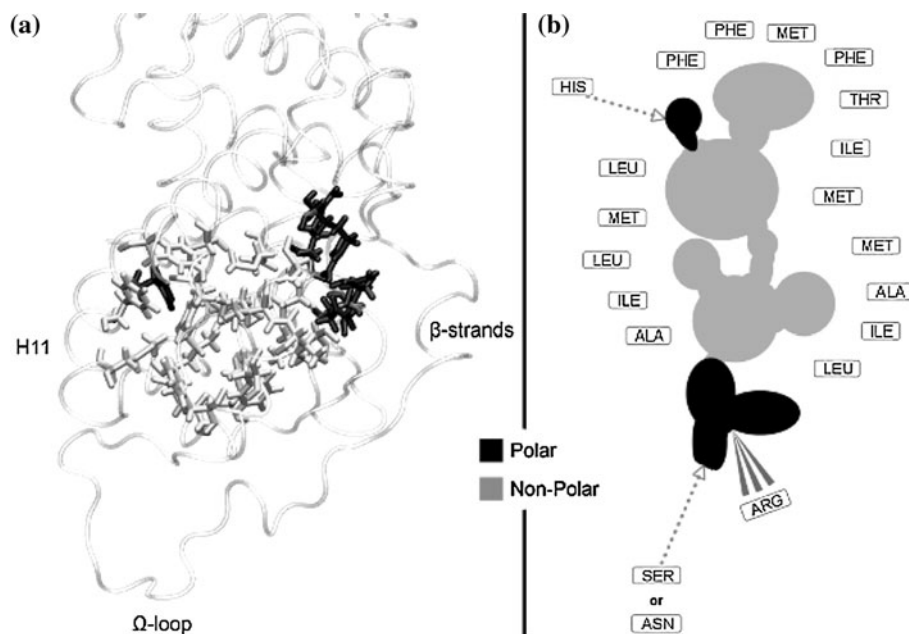 (a)
H11
β-strands
Ω-loop
Polar
Non-Polar
(b)
PHE
MET
PHE
PHE
HIS
THR
ILE
LEU
MET
MET
MET
LEU
ALA
ILE
ILE
ALA
LEU
ARG
SER
or
ASN